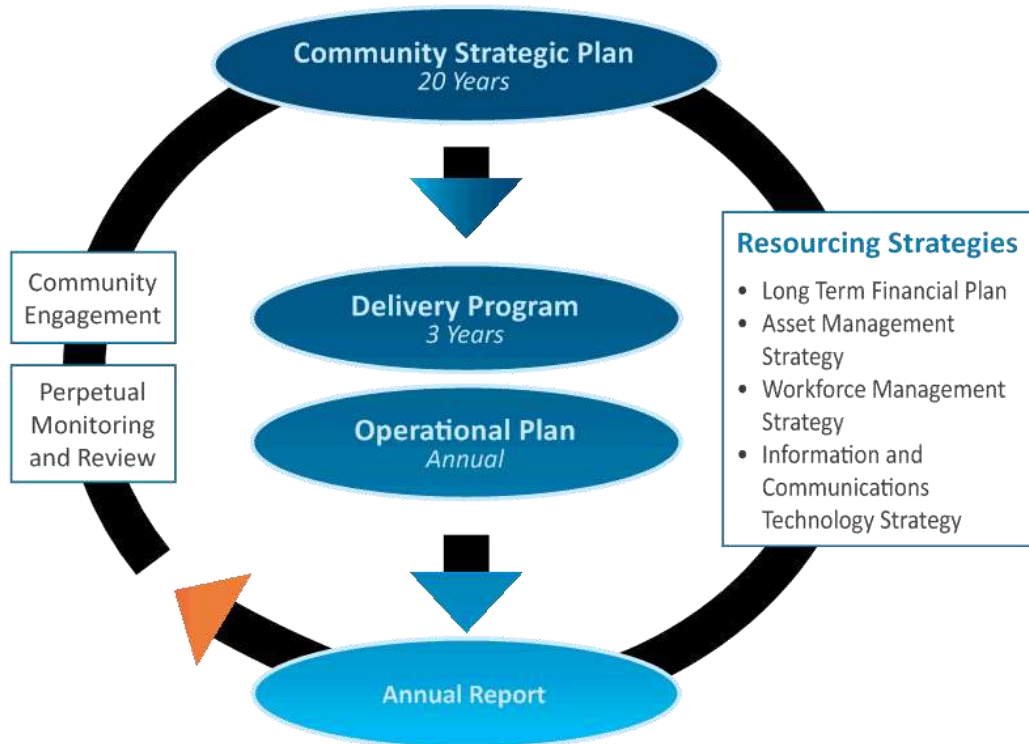 Community Strategic Plan
20 Years
Community
Engagement
Perpetual
Monitoring
and Review
Delivery Program
3 Years
Operational Plan
Annual
Resourcing Strategies
• Long Term Financial Plan
• Asset Management
Strategy
• Workforce Management
Strategy
• Information and
Communications
Technology Strategy
Annual Report